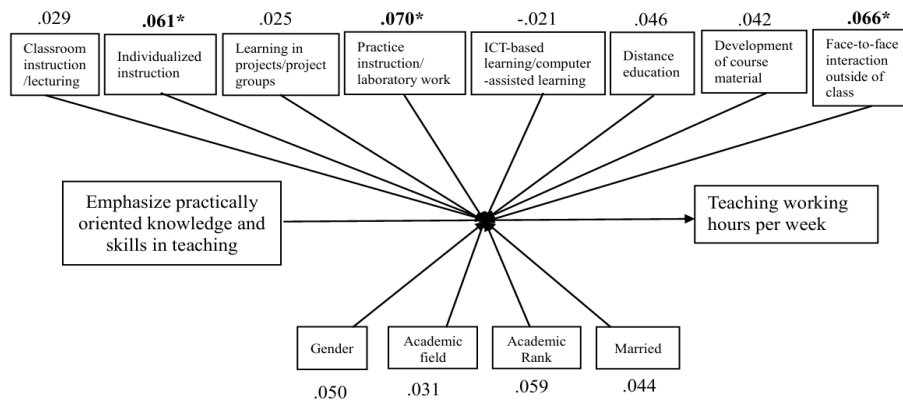 .029 .061* .025 .070* -.021 .046 .042 .066*
Classroom
instruction
/lecturing
Individualized
instruction
Learning in
projects/project
groups
Practice
instruction/
laboratory work
ICT-based
learning/computer
-assisted learning
Distance
education
Development
of course
material
Face-to-face
interaction
outside of
class
Emphasize practically
oriented knowledge and
skills in teaching
Teaching working
hours per week
Gender
Academic
field
Academic
Rank
Married
.050 .031 .059 .044